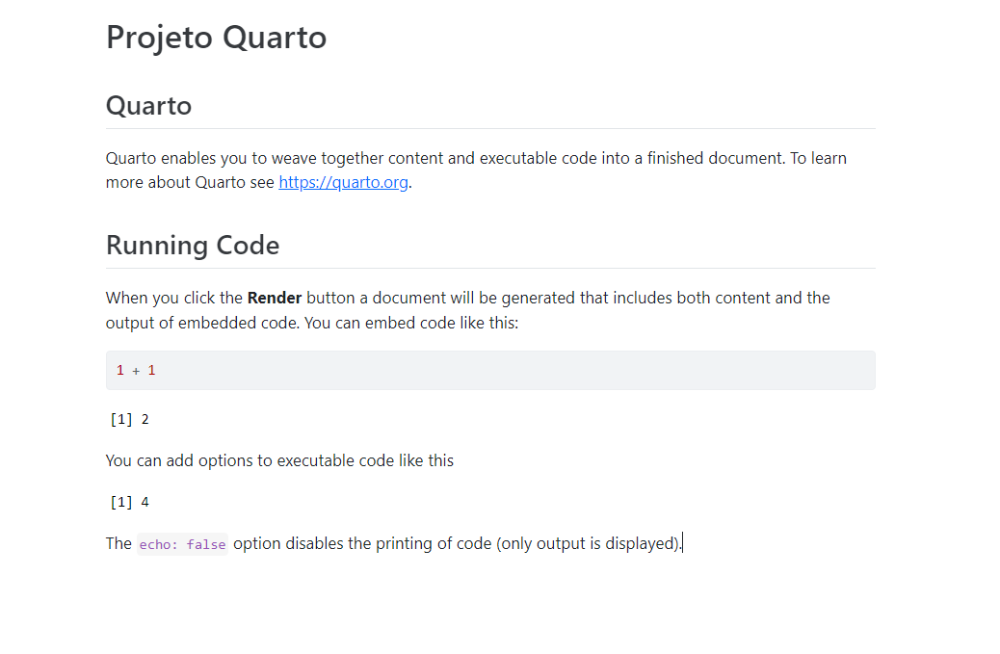 Projeto Quarto
Quarto
Quarto enables you to weave together content and executable code into a finished document. To learn
more about Quarto see https://quarto.org.
Running Code
When you click the Render button a document will be generated that includes both content and the
output of embedded code. You can embed code like this:
1 + 1
[1] 2
You can add options to executable code like this
[1] 4
The echo: false option disables the printing of code (only output is displayed).